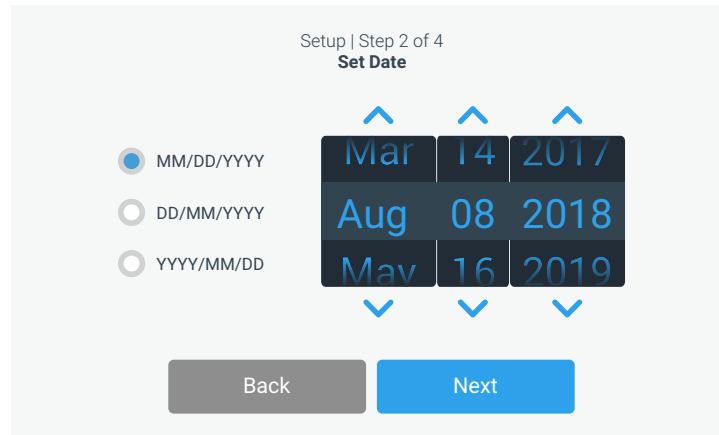 Setup | Step 2 of 4
Set Date
MM/DD/YYYY
DD/MM/YYYY
YYYY/MM/DD
Mar 14 2017
Aug 08 2018
May 16 2019
Back Next